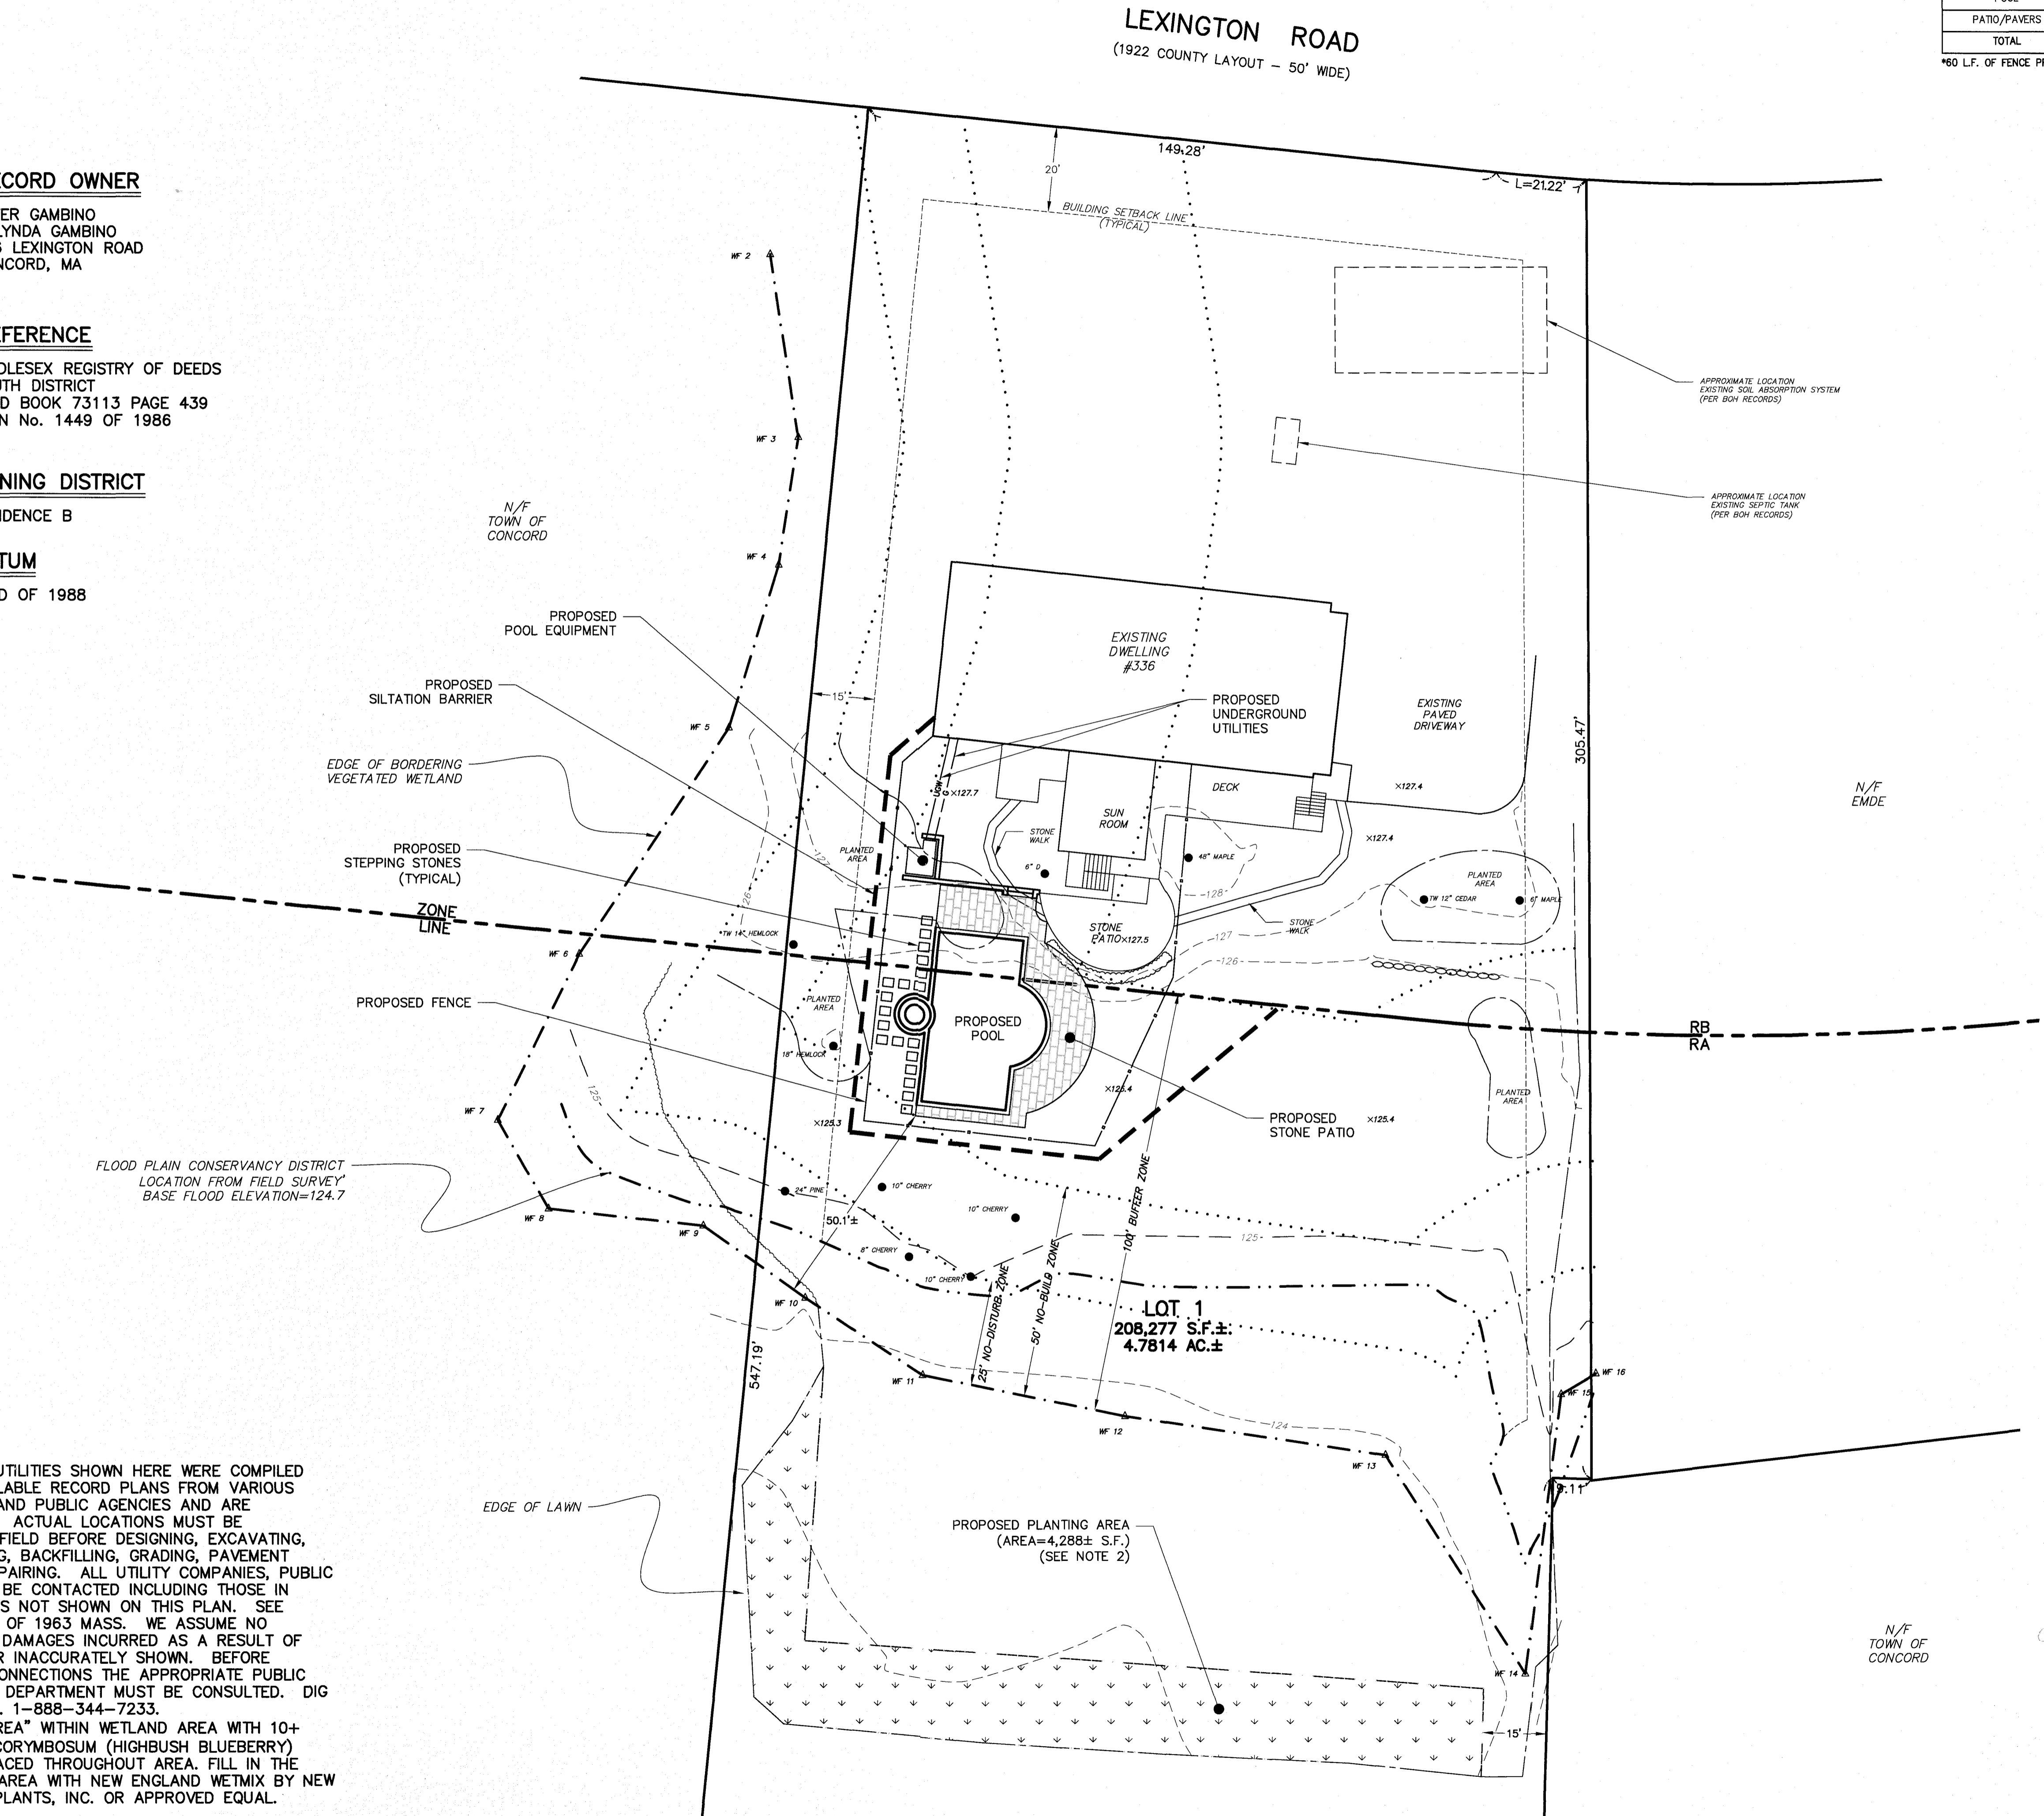 LEXINGTON ROAD
(1922 COUNTY LAYOUT - 50' WIDE)
PATIO/PAVERS
TOTAL
*60 L.F. OF FENCE
ECORD OWNER
ER GAMBINO
LYNDA GAMBINO
LEXINGTON ROAD
NCORD, MA
EFERENCE
DLESEX REGISTRY OF DEEDS
UTH DISTRICT
D BOOK 73113 PAGE 439
N No. 1449 OF 1986
NING DISTRICT
IDENCE B
TUM
D OF 1988
149.28'
L=21.22'
20'
BUILDING SETBACK LINE
(TYPICAL)
WF 2
WF 3
WF 4
WF 5
WF 6
WF 7
WF 8
WF 9
WF 10
WF 11
WF 12
WF 13
WF 14
WF 15
WF 16
APPROXIMATE LOCATION
EXISTING SOIL ABSORPTION SYSTEM
(PER BOH RECORDS)
APPROXIMATE LOCATION
EXISTING SEPTIC TANK
(PER BOH RECORDS)
N/F
TOWN OF
CONCORD
PROPOSED
POOL EQUIPMENT
PROPOSED
SILTATION BARRIER
15'
EXISTING
DWELLING
#336
PROPOSED
UNDERGROUND
UTILITIES
EXISTING
PAVED
DRIVEWAY
305.47'
N/F
EMDE
EDGE OF BORDERING
VEGETATED WETLAND
UGW
G
×127.7
DECK
SUN
ROOM
×127.4
×127.4
STONE
WALK
6" D
48" MAPLE
128
PLANTED
AREA
127
126
PROPOSED
STEPPING STONES
(TYPICAL)
ZONE
LINE
TW 14" HEMLOCK
STONE
PATIO
×127.5
STONE
WALK
127
126
PLANTED
AREA
TW 12" CEDAR
6" MAPLE
PROPOSED FENCE
PLANTED
AREA
18" HEMLOCK
PROPOSED
POOL
RB
RA
PLANTED
AREA
125
×125.3
×125.4
PROPOSED
STONE PATIO
×125.4
FLOOD PLAIN CONSERVANCY DISTRICT
LOCATION FROM FIELD SURVEY'
BASE FLOOD ELEVATION=124.7
24" PINE
10" CHERRY
10" CHERRY
8" CHERRY
10" CHERRY
50.1'±
25' NO-DISTURB ZONE
50' NO-BUILD ZONE
100' BUFFER ZONE
125
LOT 1
208,277 S.F.±
4.7814 AC.±
547.19'
124
9.11'
EDGE OF LAWN
PROPOSED PLANTING AREA
(AREA=4,288± S.F.)
(SEE NOTE 2)
15'
N/F
TOWN OF
CONCORD
UTILITIES SHOWN HERE WERE COMPILED
LABLE RECORD PLANS FROM VARIOUS
AND PUBLIC AGENCIES AND ARE
ACTUAL LOCATIONS MUST BE
FIELD BEFORE DESIGNING, EXCAVATING,
G, BACKFILLING, GRADING, PAVEMENT
PAIRING. ALL UTILITY COMPANIES, PUBLIC
BE CONTACTED INCLUDING THOSE IN
S NOT SHOWN ON THIS PLAN. SEE
OF 1963 MASS. WE ASSUME NO
DAMAGES INCURRED AS A RESULT OF
R INACCURATELY SHOWN. BEFORE
ONNECTIONS THE APPROPRIATE PUBLIC
DEPARTMENT MUST BE CONSULTED. DIG
. 1-888-344-7233.
REA" WITHIN WETLAND AREA WITH 10+
CORYMBOSUM (HIGHBUSH BLUEBERRY)
ACED THROUGHOUT AREA. FILL IN THE
AREA WITH NEW ENGLAND WETMIX BY NEW
PLANTS, INC. OR APPROVED EQUAL.